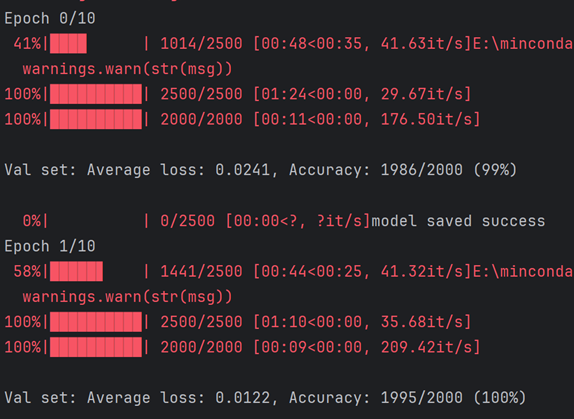 Epoch 0/10
41%|████      | 1014/2500 [00:48<00:35, 41.63it/s]E:\minconda
warnings.warn(str(msg))
100%|██████████| 2500/2500 [01:24<00:00, 29.67it/s]
100%|██████████| 2000/2000 [00:11<00:00, 176.50it/s]
Val set: Average loss: 0.0241, Accuracy: 1986/2000 (99%)
0%|          | 0/2500 [00:00<?, ?it/s]model saved success
Epoch 1/10
58%|█████▊    | 1441/2500 [00:44<00:25, 41.32it/s]E:\minconda
warnings.warn(str(msg))
100%|██████████| 2500/2500 [01:10<00:00, 35.68it/s]
100%|██████████| 2000/2000 [00:09<00:00, 209.42it/s]
Val set: Average loss: 0.0122, Accuracy: 1995/2000 (100%)